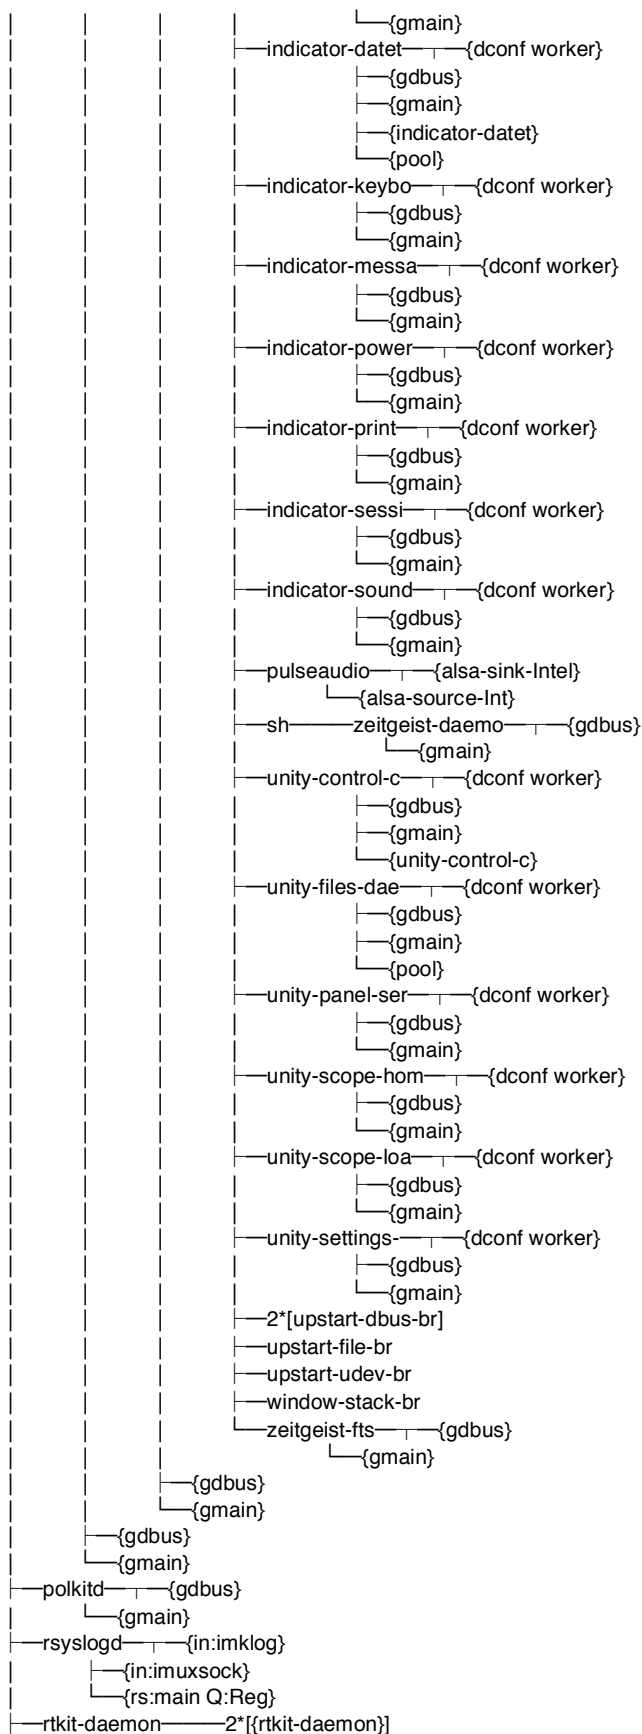 │ │ │ │ └─{gmain}
│ │ │ ├─indicator-datet─┬─{dconf worker}
│ │ │ │ ├─{gdbus}
│ │ │ │ ├─{gmain}
│ │ │ │ ├─{indicator-datet}
│ │ │ │ └─{pool}
│ │ │ ├─indicator-keybo─┬─{dconf worker}
│ │ │ │ ├─{gdbus}
│ │ │ │ └─{gmain}
│ │ │ ├─indicator-messa─┬─{dconf worker}
│ │ │ │ ├─{gdbus}
│ │ │ │ └─{gmain}
│ │ │ ├─indicator-power─┬─{dconf worker}
│ │ │ │ ├─{gdbus}
│ │ │ │ └─{gmain}
│ │ │ ├─indicator-print─┬─{dconf worker}
│ │ │ │ ├─{gdbus}
│ │ │ │ └─{gmain}
│ │ │ ├─indicator-sessi─┬─{dconf worker}
│ │ │ │ ├─{gdbus}
│ │ │ │ └─{gmain}
│ │ │ ├─indicator-sound─┬─{dconf worker}
│ │ │ │ ├─{gdbus}
│ │ │ │ └─{gmain}
│ │ │ ├─pulseaudio─┬─{alsa-sink-Intel}
│ │ │ │ └─{alsa-source-Int}
│ │ │ ├─sh───zeitgeist-daemo─┬─{gdbus}
│ │ │ │ └─{gmain}
│ │ │ ├─unity-control-c─┬─{dconf worker}
│ │ │ │ ├─{gdbus}
│ │ │ │ ├─{gmain}
│ │ │ │ └─{unity-control-c}
│ │ │ ├─unity-files-dae─┬─{dconf worker}
│ │ │ │ ├─{gdbus}
│ │ │ │ ├─{gmain}
│ │ │ │ └─{pool}
│ │ │ ├─unity-panel-ser─┬─{dconf worker}
│ │ │ │ ├─{gdbus}
│ │ │ │ └─{gmain}
│ │ │ ├─unity-scope-hom─┬─{dconf worker}
│ │ │ │ ├─{gdbus}
│ │ │ │ └─{gmain}
│ │ │ ├─unity-scope-loa─┬─{dconf worker}
│ │ │ │ ├─{gdbus}
│ │ │ │ └─{gmain}
│ │ │ ├─unity-settings-─┬─{dconf worker}
│ │ │ │ ├─{gdbus}
│ │ │ │ └─{gmain}
│ │ │ ├─2*[upstart-dbus-br]
│ │ │ ├─upstart-file-br
│ │ │ ├─upstart-udev-br
│ │ │ ├─window-stack-br
│ │ │ └─zeitgeist-fts─┬─{gdbus}
│ │ │ └─{gmain}
│ │ ├─{gdbus}
│ │ └─{gmain}
│ ├─{gdbus}
│ └─{gmain}
├─polkitd─┬─{gdbus}
│ └─{gmain}
├─rsyslogd─┬─{in:imklog}
│ ├─{in:imuxsock}
│ └─{rs:main Q:Reg}
├─rtkit-daemon───2*[{rtkit-daemon}]